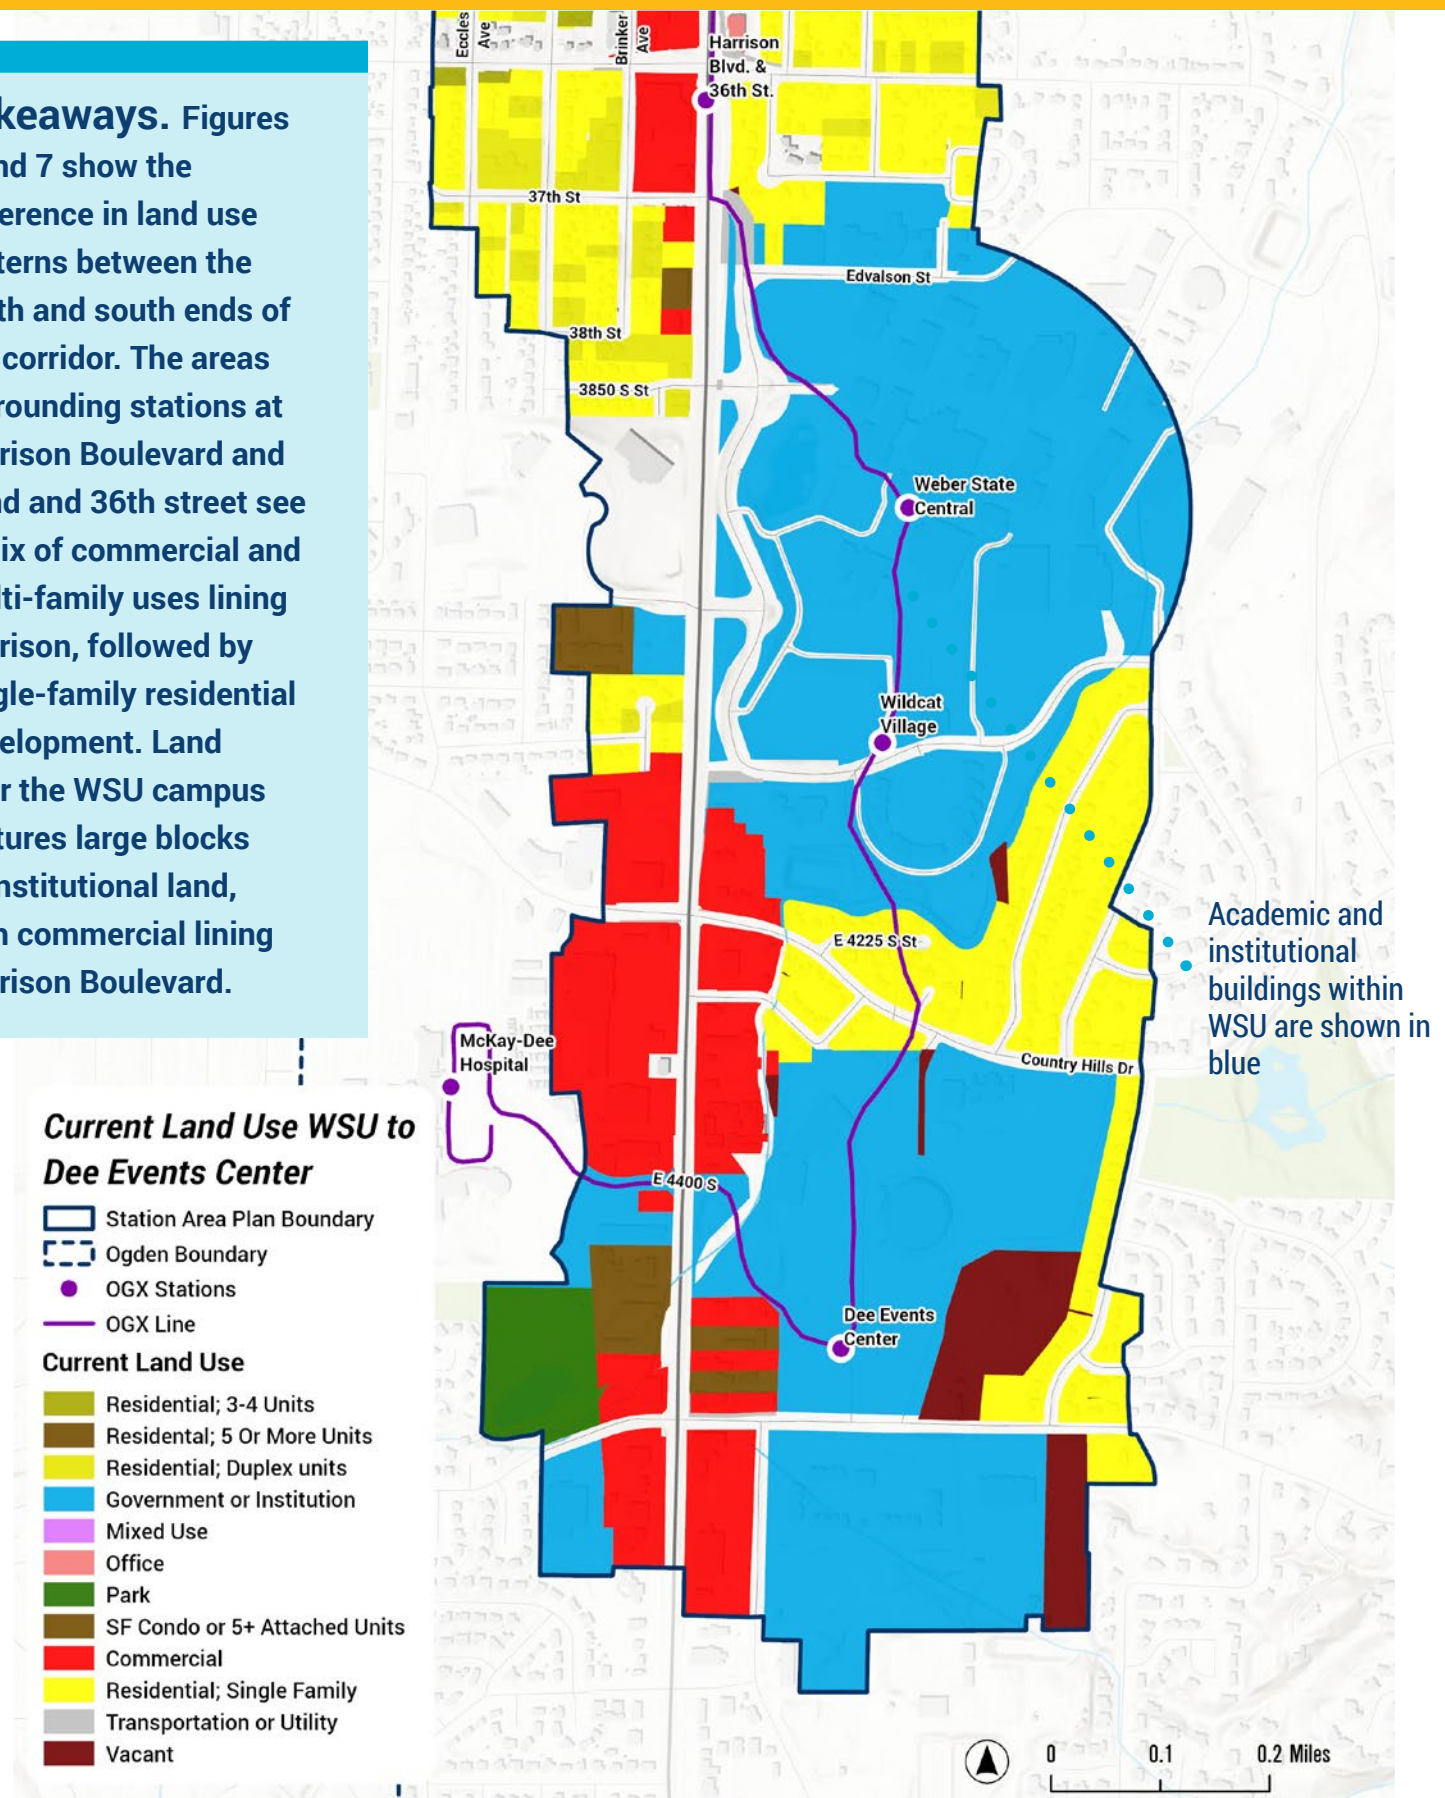 keaways. Figures
nd 7 show the
erence in land use
terns between the
th and south ends of
corridor. The areas
rounding stations at
rison Boulevard and
nd and 36th street see
ix of commercial and
lti-family uses lining
rison, followed by
gle-family residential
elopment. Land
r the WSU campus
tures large blocks
nstitutional land,
n commercial lining
rison Boulevard.
Eccles
Ave
Brinker
Ave
Harrison
Blvd. &
36th St.
37th St
Edvalson St
38th St
3850 S St
Weber State
Central
Wildcat
Village
E 4225 S St
Academic and
institutional
buildings within
WSU are shown in
blue
McKay-Dee
Hospital
Country Hills Dr
E 4400 S
Dee Events
Center
Current Land Use WSU to
Dee Events Center
Station Area Plan Boundary
Ogden Boundary
OGX Stations
OGX Line
Current Land Use
Residential; 3-4 Units
Residental; 5 Or More Units
Residential; Duplex units
Government or Institution
Mixed Use
Office
Park
SF Condo or 5+ Attached Units
Commercial
Residential; Single Family
Transportation or Utility
Vacant
0 0.1 0.2 Miles